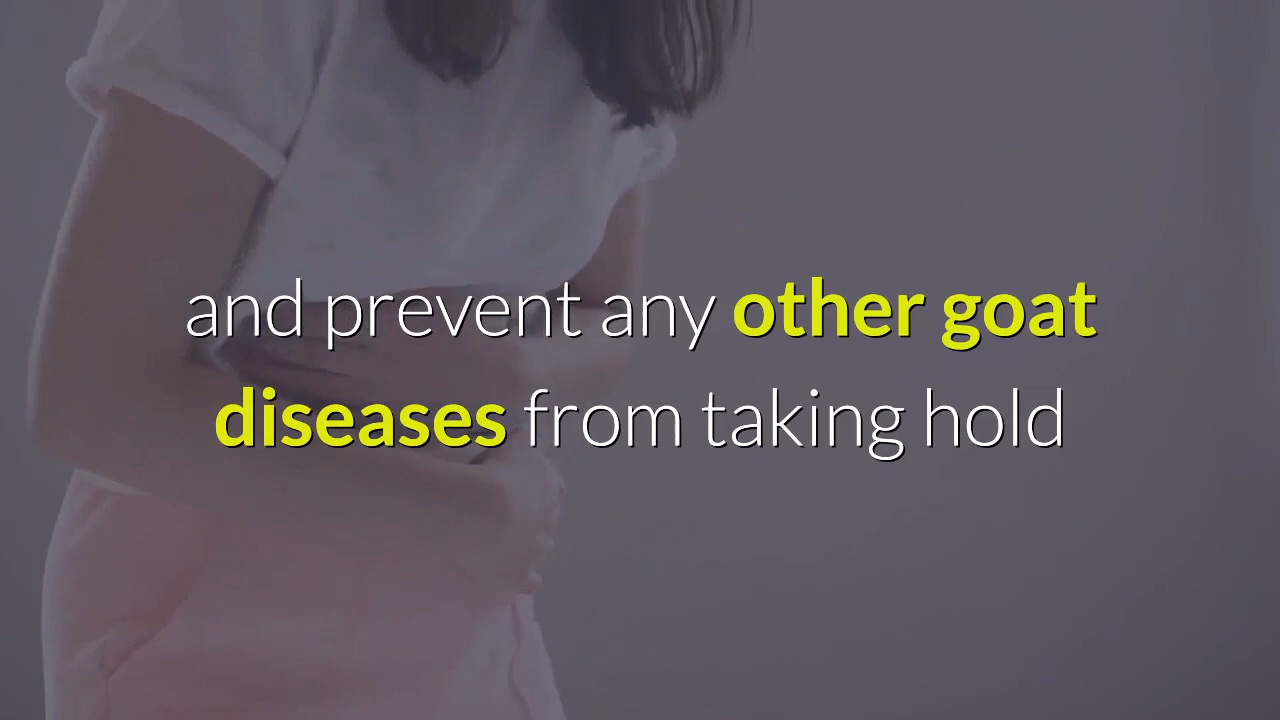 and prevent any other goat
diseases from taking hold